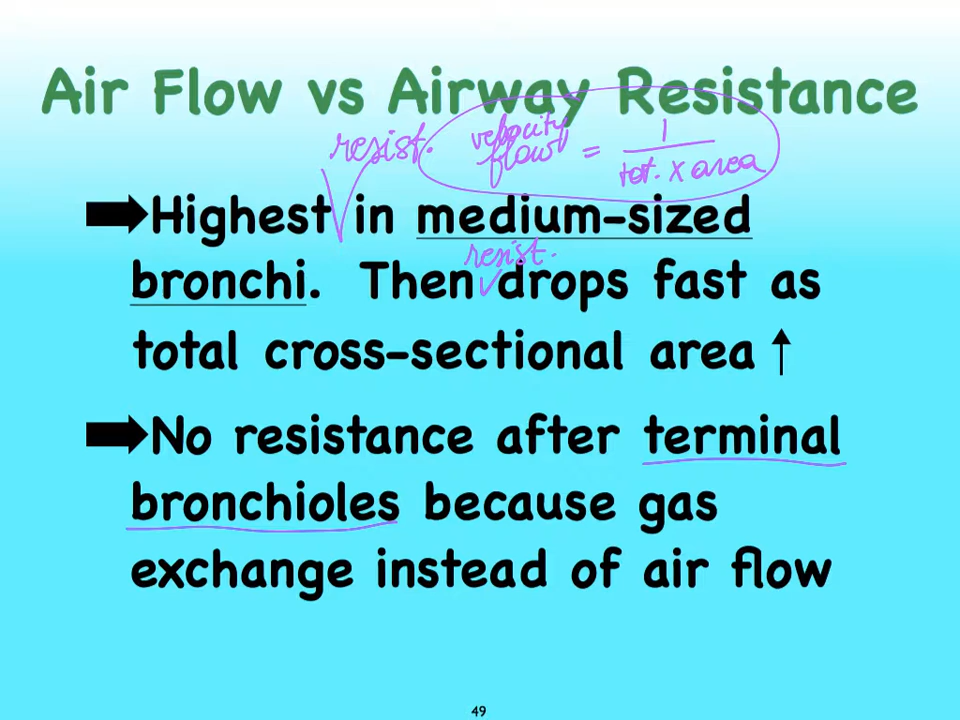 Air Flow vs Airway Resistance
resist. velocity flow = 1 / tot. x area
➡Highest in medium-sized
resist.
bronchi. Then drops fast as
total cross-sectional area ↑
➡No resistance after terminal
bronchioles because gas
exchange instead of air flow
49